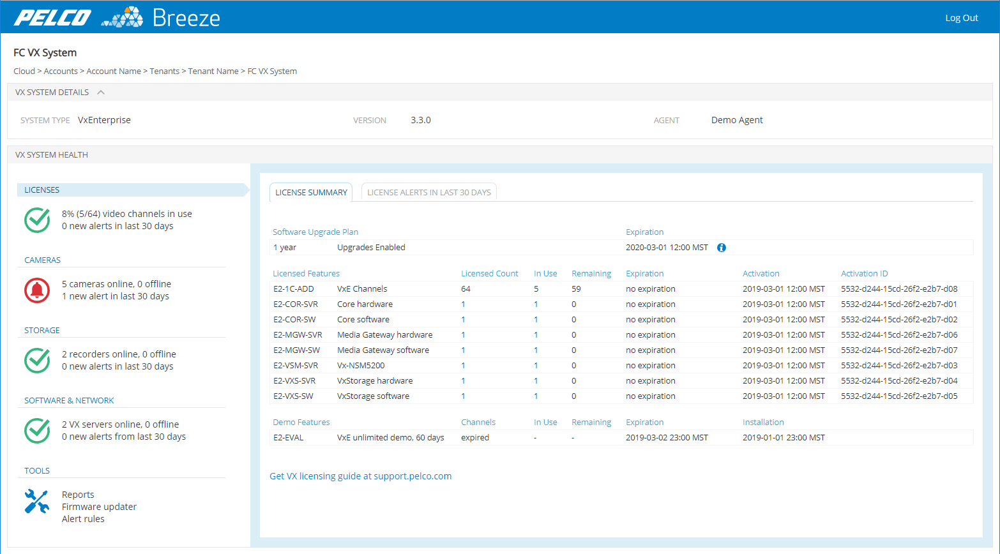 PELCO Breeze Log Out
FC VX System
Cloud > Accounts > Account Name > Tenants > Tenant Name > FC VX System
VX SYSTEM DETAILS
SYSTEM TYPE VxEnterprise VERSION 3.3.0 AGENT Demo Agent
VX SYSTEM HEALTH
LICENSES
8% (5/64) video channels in use
0 new alerts in last 30 days
CAMERAS
5 cameras online, 0 offline
1 new alert in last 30 days
STORAGE
2 recorders online, 0 offline
0 new alerts in last 30 days
SOFTWARE & NETWORK
2 VX servers online, 0 offline
0 new alerts from last 30 days
TOOLS
Reports
Firmware updater
Alert rules
LICENSE SUMMARY LICENSE ALERTS IN LAST 30 DAYS
Software Upgrade Plan Expiration
1 year Upgrades Enabled 2020-03-01 12:00 MST
Licensed Features Licensed Count In Use Remaining Expiration Activation Activation ID
E2-1C-ADD VxE Channels 64 5 59 no expiration 2019-03-01 12:00 MST 5532-d244-15cd-26f2-e2b7-d08
E2-COR-SVR Core hardware 1 1 0 no expiration 2019-03-01 12:00 MST 5532-d244-15cd-26f2-e2b7-d01
E2-COR-SW Core software 1 1 0 no expiration 2019-03-01 12:00 MST 5532-d244-15cd-26f2-e2b7-d02
E2-MGW-SVR Media Gateway hardware 1 1 0 no expiration 2019-03-01 12:00 MST 5532-d244-15cd-26f2-e2b7-d06
E2-MGW-SW Media Gateway software 1 1 0 no expiration 2019-03-01 12:00 MST 5532-d244-15cd-26f2-e2b7-d07
E2-VSM-SVR Vx-NSM5200 1 1 0 no expiration 2019-03-01 12:00 MST 5532-d244-15cd-26f2-e2b7-d03
E2-VXS-SVR VxStorage hardware 1 1 0 no expiration 2019-03-01 12:00 MST 5532-d244-15cd-26f2-e2b7-d04
E2-VXS-SW VxStorage software 1 1 0 no expiration 2019-03-01 12:00 MST 5532-d244-15cd-26f2-e2b7-d05
Demo Features Channels In Use Remaining Expiration Installation
E2-EVAL VxE unlimited demo, 60 days expired - - 2019-03-02 23:00 MST 2019-01-01 23:00 MST
Get VX licensing guide at support.pelco.com